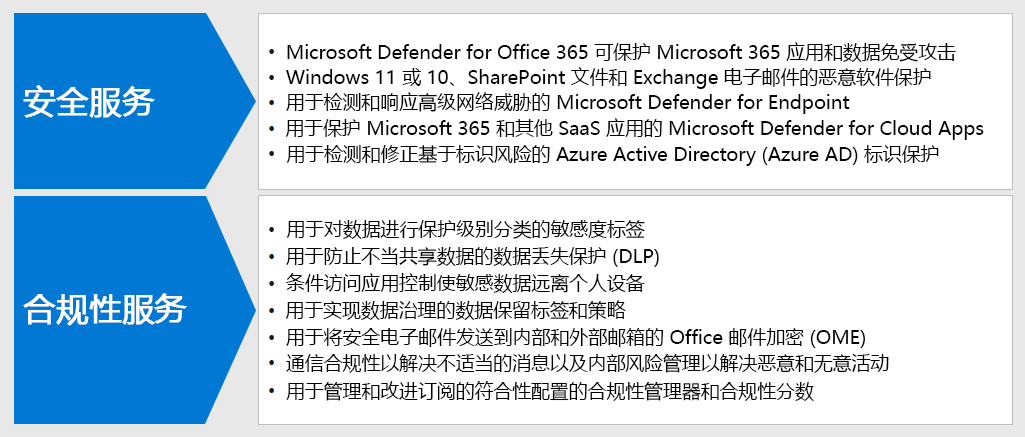 安全服务
• Microsoft Defender for Office 365 可保护 Microsoft 365 应用和数据免受攻击
• Windows 11 或 10、SharePoint 文件和 Exchange 电子邮件的恶意软件保护
• 用于检测和响应高级网络威胁的 Microsoft Defender for Endpoint
• 用于保护 Microsoft 365 和其他 SaaS 应用的 Microsoft Defender for Cloud Apps
• 用于检测和修正基于标识风险的 Azure Active Directory (Azure AD) 标识保护
合规性服务
• 用于对数据进行保护级别分类的敏感度标签
• 用于防止不当共享数据的数据丢失保护 (DLP)
• 条件访问应用控制使敏感数据远离个人设备
• 用于实现数据治理的数据保留标签和策略
• 用于将安全电子邮件发送到内部和外部邮箱的 Office 邮件加密 (OME)
• 通信合规性以解决不适当的消息以及内部风险管理以解决恶意和无意活动
• 用于管理和改进订阅的符合性配置的合规性管理器和合规性分数